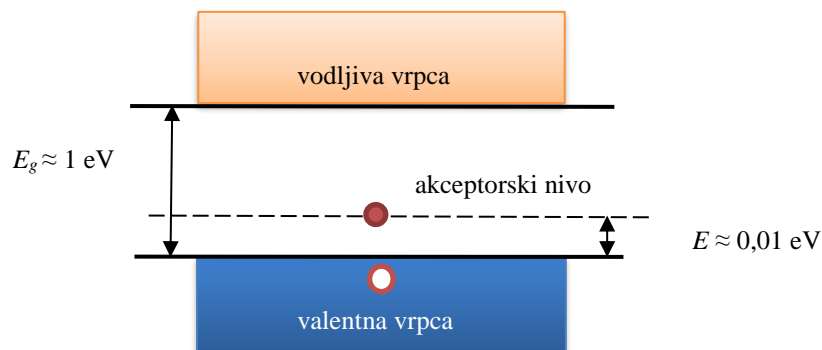 vodljiva vrpca
E_g ≈ 1 eV
akceptorski nivo
E ≈ 0,01 eV
valentna vrpca